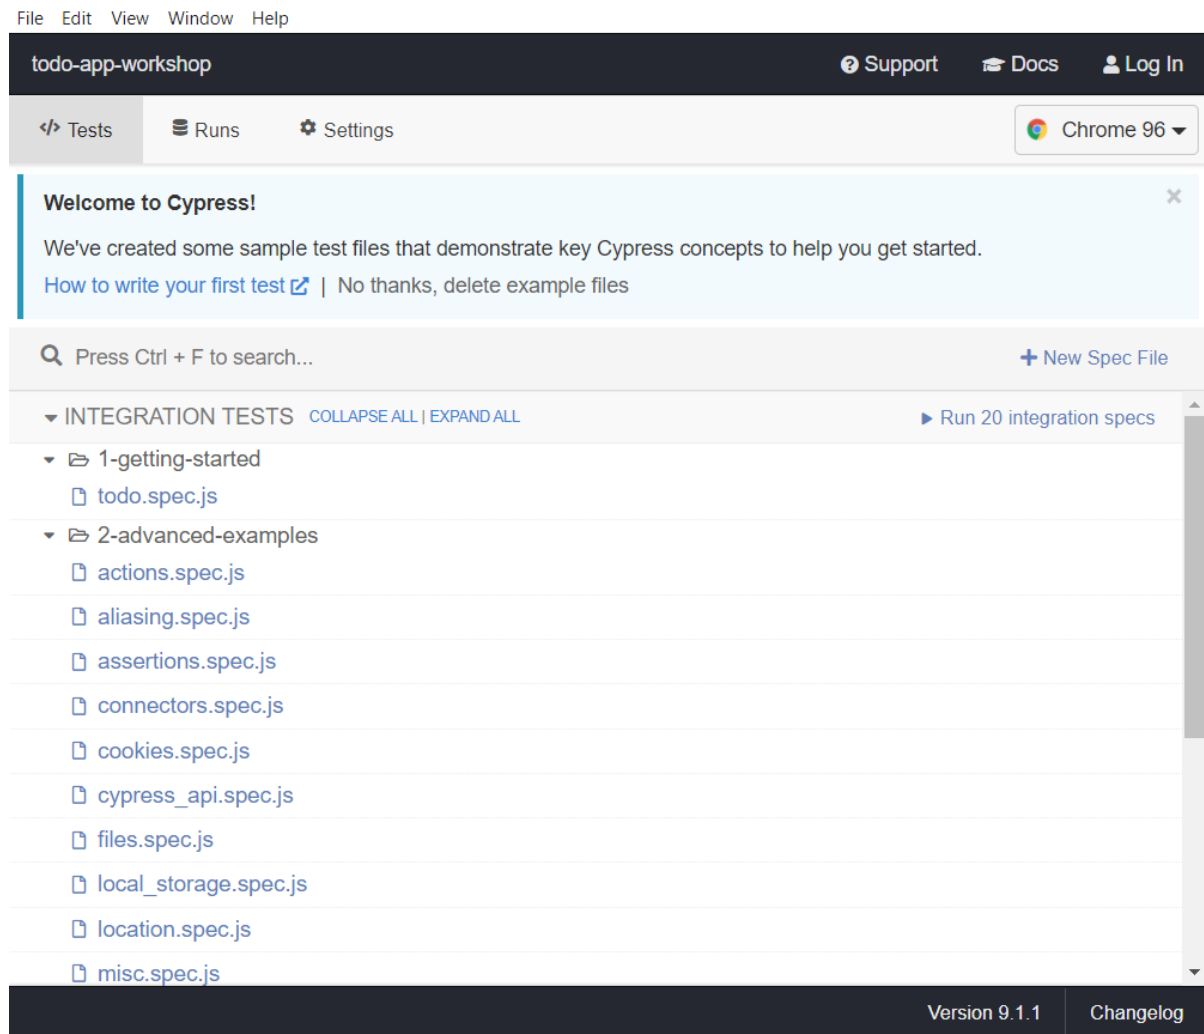 File Edit View Window Help
todo-app-workshop Support Docs Log In
</> Tests Runs Settings Chrome 96
Welcome to Cypress! ×
We've created some sample test files that demonstrate key Cypress concepts to help you get started.
How to write your first test | No thanks, delete example files
Press Ctrl + F to search... + New Spec File
INTEGRATION TESTS COLLAPSE ALL | EXPAND ALL Run 20 integration specs
1-getting-started
todo.spec.js
2-advanced-examples
actions.spec.js
aliasing.spec.js
assertions.spec.js
connectors.spec.js
cookies.spec.js
cypress_api.spec.js
files.spec.js
local_storage.spec.js
location.spec.js
misc.spec.js
Version 9.1.1 Changelog